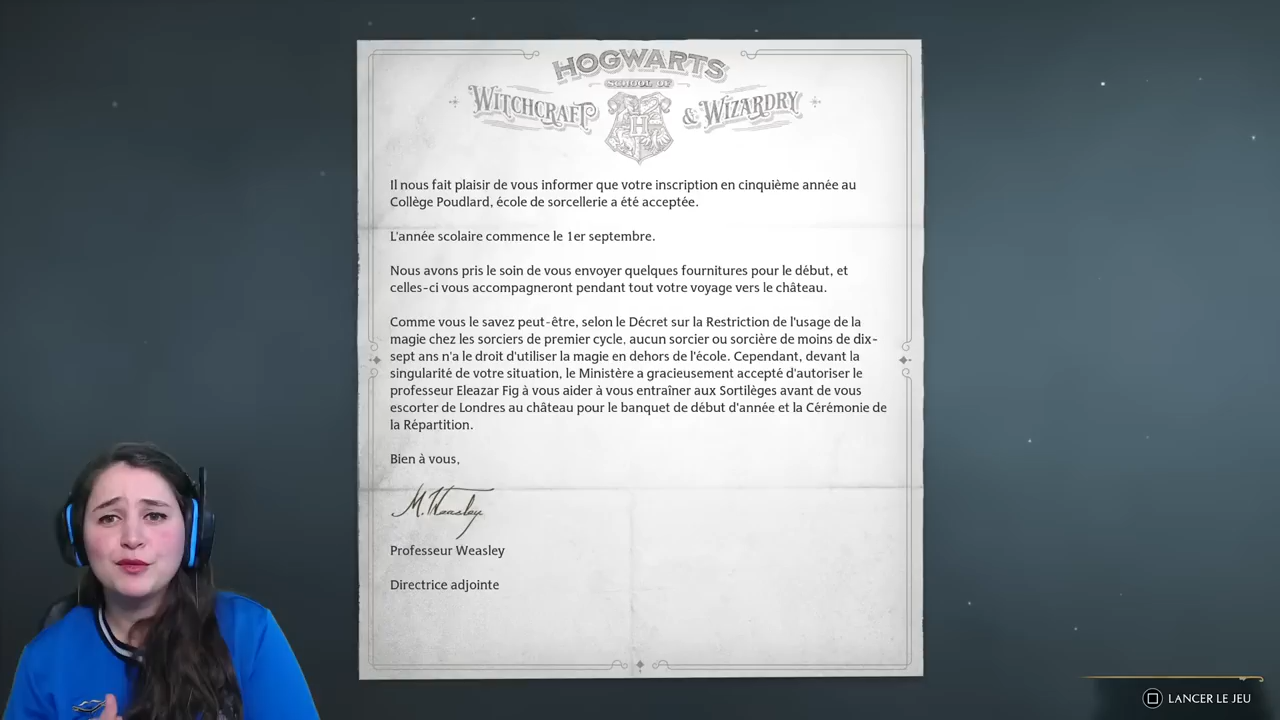 HOGWARTS
SCHOOL OF
WITCHCRAFT & WIZARDRY
H
Il nous fait plaisir de vous informer que votre inscription en cinquième année au
Collège Poudlard, école de sorcellerie a été acceptée.
L'année scolaire commence le 1er septembre.
Nous avons pris le soin de vous envoyer quelques fournitures pour le début, et
celles-ci vous accompagneront pendant tout votre voyage vers le château.
Comme vous le savez peut-être, selon le Décret sur la Restriction de l'usage de la
magie chez les sorciers de premier cycle, aucun sorcier ou sorcière de moins de dix-
sept ans n'a le droit d'utiliser la magie en dehors de l'école. Cependant, devant la
singularité de votre situation, le Ministère a gracieusement accepté d'autoriser le
professeur Eleazar Fig à vous aider à vous entraîner aux Sortilèges avant de vous
escorter de Londres au château pour le banquet de début d'année et la Cérémonie de
la Répartition.
Bien à vous,
M. Weasley
Professeur Weasley
Directrice adjointe
LANCER LE JEU